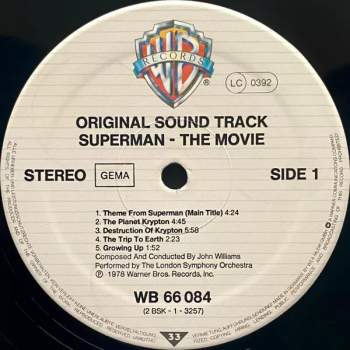 WB
RECORDS
LC 0392
ORIGINAL SOUND TRACK
SUPERMAN - THE MOVIE
STEREO
GEMA
SIDE 1
1. Theme From Superman (Main Title) 4:24
2. The Planet Krypton 4:45
3. Destruction Of Krypton 5:58
4. The Trip To Earth 2:23
5. Growing Up 1:52
Composed And Conducted By John Williams
Performed by The London Symphony Orchestra
Ⓟ 1978 Warner Bros. Records, Inc.
WB 66 084
(2 BSK - 1 - 3257)
33